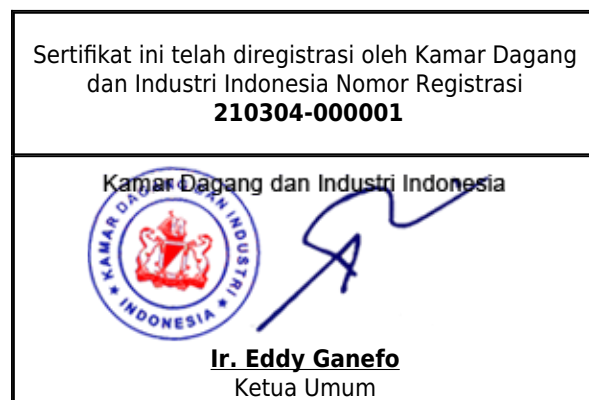 Sertifikat ini telah diregistrasi oleh Kamar Dagang
dan Industri Indonesia Nomor Registrasi
210304-000001
Kamar Dagang dan Industri Indonesia
KAMAR DAGANG DAN INDUSTRI
INDONESIA
Ir. Eddy Ganefo
Ketua Umum